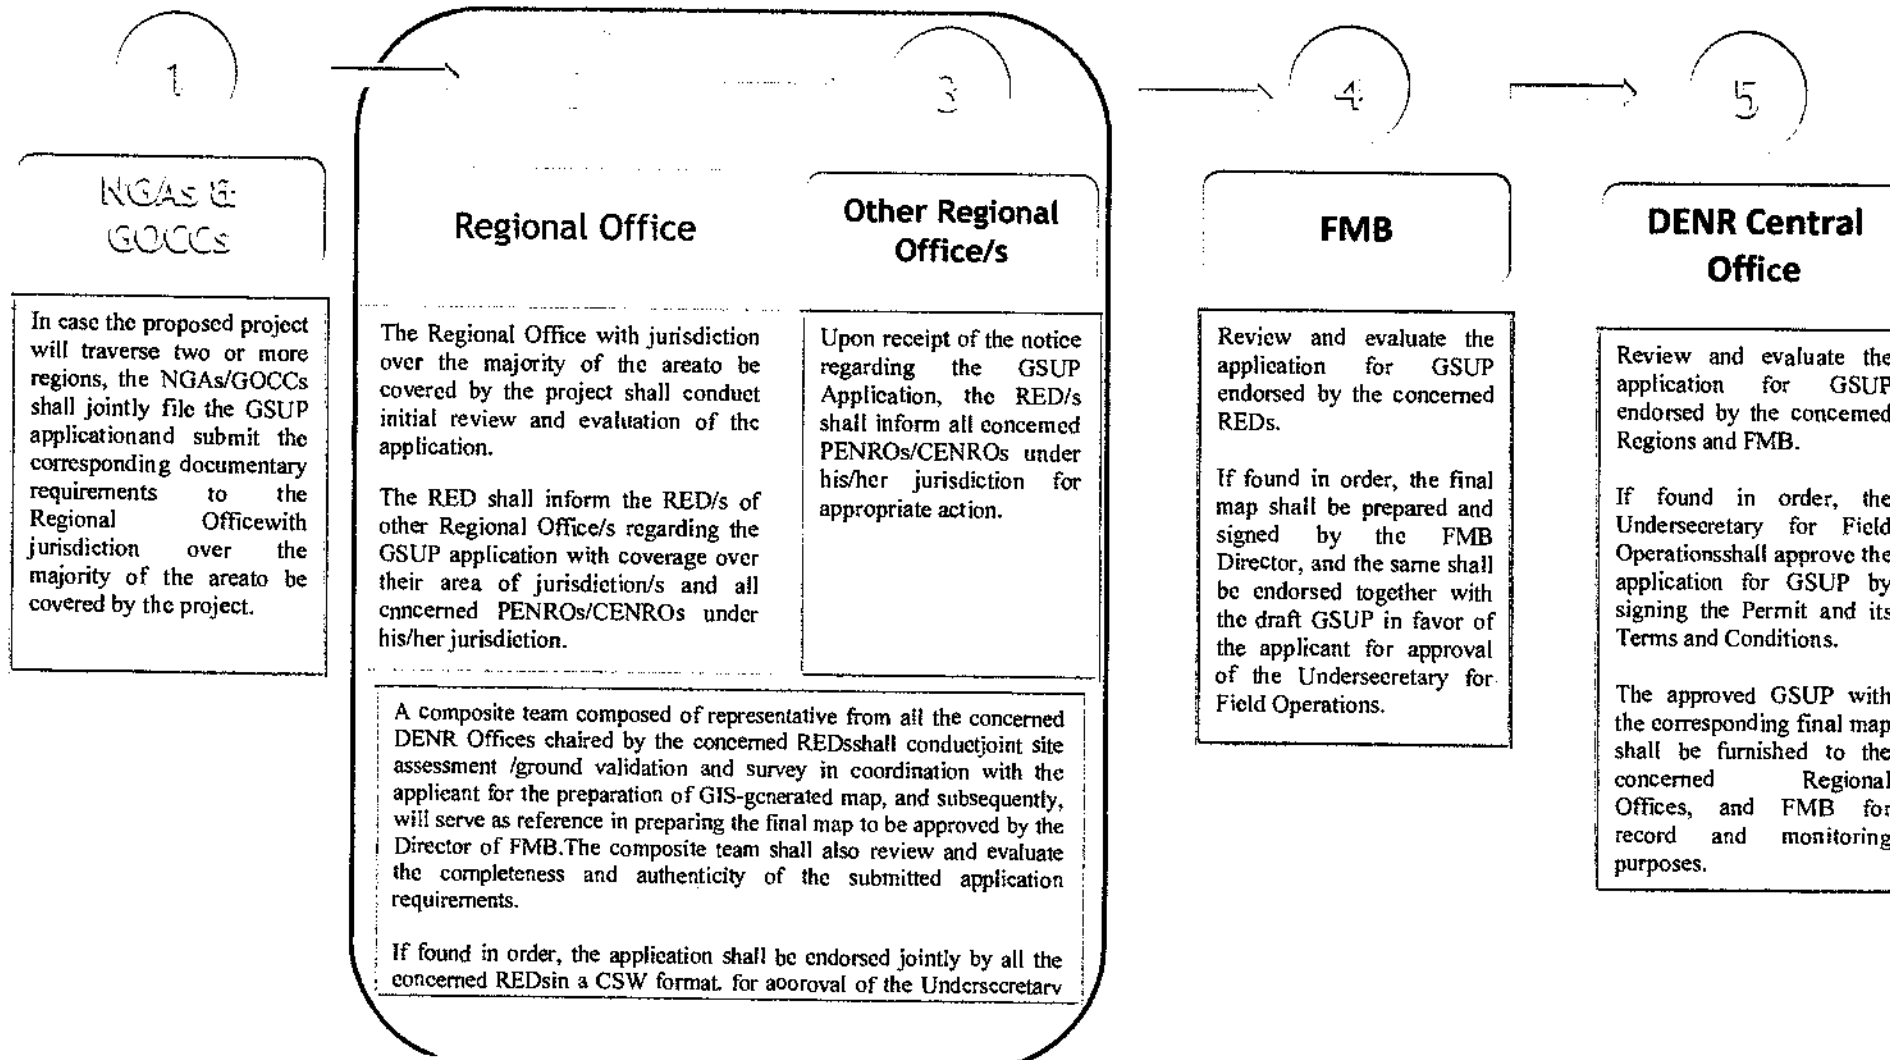 1
3
4
5
NGAs &
GOCCs
In case the proposed project
will traverse two or more
regions, the NGAs/GOCCs
shall jointly file the GSUP
applicationand submit the
corresponding documentary
requirements to the
Regional Officewith
jurisdiction over the
majority of the areato be
covered by the project.
Regional Office
The Regional Office with jurisdiction
over the majority of the areato be
covered by the project shall conduct
initial review and evaluation of the
application.
The RED shall inform the RED/s of
other Regional Office/s regarding the
GSUP application with coverage over
their area of jurisdiction/s and all
concerned PENROs/CENROs under
his/her jurisdiction.
Other Regional
Office/s
Upon receipt of the notice
regarding the GSUP
Application, the RED/s
shall inform all concerned
PENROs/CENROs under
his/her jurisdiction for
appropriate action.
A composite team composed of representative from all the concerned
DENR Offices chaired by the concerned REDsshall conductjoint site
assessment /ground validation and survey in coordination with the
applicant for the preparation of GIS-generated map, and subsequently,
will serve as reference in preparing the final map to be approved by the
Director of FMB.The composite team shall also review and evaluate
the completeness and authenticity of the submitted application
requirements.
If found in order, the application shall be endorsed jointly by all the
concerned REDsin a CSW format. for approval of the Undersecretary
FMB
Review and evaluate the
application for GSUP
endorsed by the concerned
REDs.
If found in order, the final
map shall be prepared and
signed by the FMB
Director, and the same shall
be endorsed together with
the draft GSUP in favor of
the applicant for approval
of the Undersecretary for
Field Operations.
DENR Central
Office
Review and evaluate the
application for GSUP
endorsed by the concerned
Regions and FMB.
If found in order, the
Undersecretary for Field
Operationsshall approve the
application for GSUP by
signing the Permit and its
Terms and Conditions.
The approved GSUP with
the corresponding final map
shall be furnished to the
concerned Regional
Offices, and FMB for
record and monitoring
purposes.